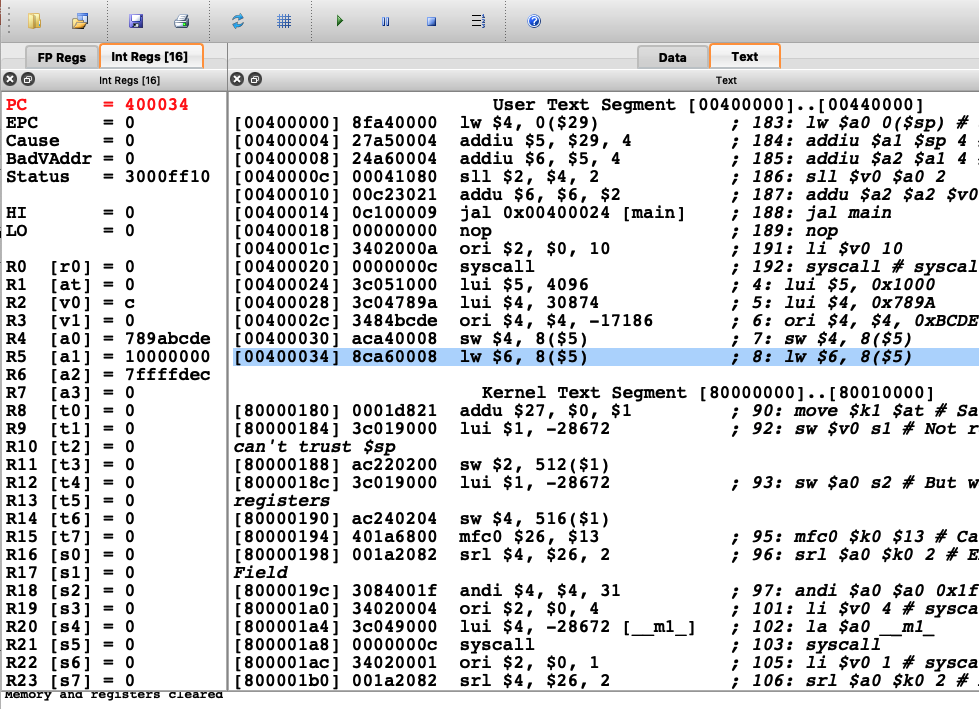 FP Regs
Int Regs [16]
Data
Text
Int Regs [16]
Text
PC = 400034
EPC = 0
Cause = 0
BadVAddr = 0
Status = 3000ff10
HI = 0
LO = 0
R0 [r0] = 0
R1 [at] = 0
R2 [v0] = c
R3 [v1] = 0
R4 [a0] = 789abcde
R5 [a1] = 10000000
R6 [a2] = 7ffffdec
R7 [a3] = 0
R8 [t0] = 0
R9 [t1] = 0
R10 [t2] = 0
R11 [t3] = 0
R12 [t4] = 0
R13 [t5] = 0
R14 [t6] = 0
R15 [t7] = 0
R16 [s0] = 0
R17 [s1] = 0
R18 [s2] = 0
R19 [s3] = 0
R20 [s4] = 0
R21 [s5] = 0
R22 [s6] = 0
R23 [s7] = 0
User Text Segment [00400000]..[00440000]
[00400000] 8fa40000 lw $4, 0($29) ; 183: lw $a0 0($sp) #
[00400004] 27a50004 addiu $5, $29, 4 ; 184: addiu $a1 $sp 4
[00400008] 24a60004 addiu $6, $5, 4 ; 185: addiu $a2 $a1 4
[0040000c] 00041080 sll $2, $4, 2 ; 186: sll $v0 $a0 2
[00400010] 00c23021 addu $6, $6, $2 ; 187: addu $a2 $a2 $v0
[00400014] 0c100009 jal 0x00400024 [main] ; 188: jal main
[00400018] 00000000 nop ; 189: nop
[0040001c] 3402000a ori $2, $0, 10 ; 191: li $v0 10
[00400020] 0000000c syscall ; 192: syscall # syscal
[00400024] 3c051000 lui $5, 4096 ; 4: lui $5, 0x1000
[00400028] 3c04789a lui $4, 30874 ; 5: lui $4, 0x789A
[0040002c] 3484bcde ori $4, $4, -17186 ; 6: ori $4, $4, 0xBCDE
[00400030] aca40008 sw $4, 8($5) ; 7: sw $4, 8($5)
[00400034] 8ca60008 lw $6, 8($5) ; 8: lw $6, 8($5)
Kernel Text Segment [80000000]..[80010000]
[80000180] 0001d821 addu $27, $0, $1 ; 90: move $k1 $at # Sa
[80000184] 3c019000 lui $1, -28672 ; 92: sw $v0 s1 # Not r
can't trust $sp
[80000188] ac220200 sw $2, 512($1)
[8000018c] 3c019000 lui $1, -28672 ; 93: sw $a0 s2 # But w
registers
[80000190] ac240204 sw $4, 516($1)
[80000194] 401a6800 mfc0 $26, $13 ; 95: mfc0 $k0 $13 # Ca
[80000198] 001a2082 srl $4, $26, 2 ; 96: srl $a0 $k0 2 # E
Field
[8000019c] 3084001f andi $4, $4, 31 ; 97: andi $a0 $a0 0x1f
[800001a0] 34020004 ori $2, $0, 4 ; 101: li $v0 4 # sysca
[800001a4] 3c049000 lui $4, -28672 [__m1_] ; 102: la $a0 __m1_
[800001a8] 0000000c syscall ; 103: syscall
[800001ac] 34020001 ori $2, $0, 1 ; 105: li $v0 1 # sysca
[800001b0] 001a2082 srl $4, $26, 2 ; 106: srl $a0 $k0 2 #
Memory and registers cleared